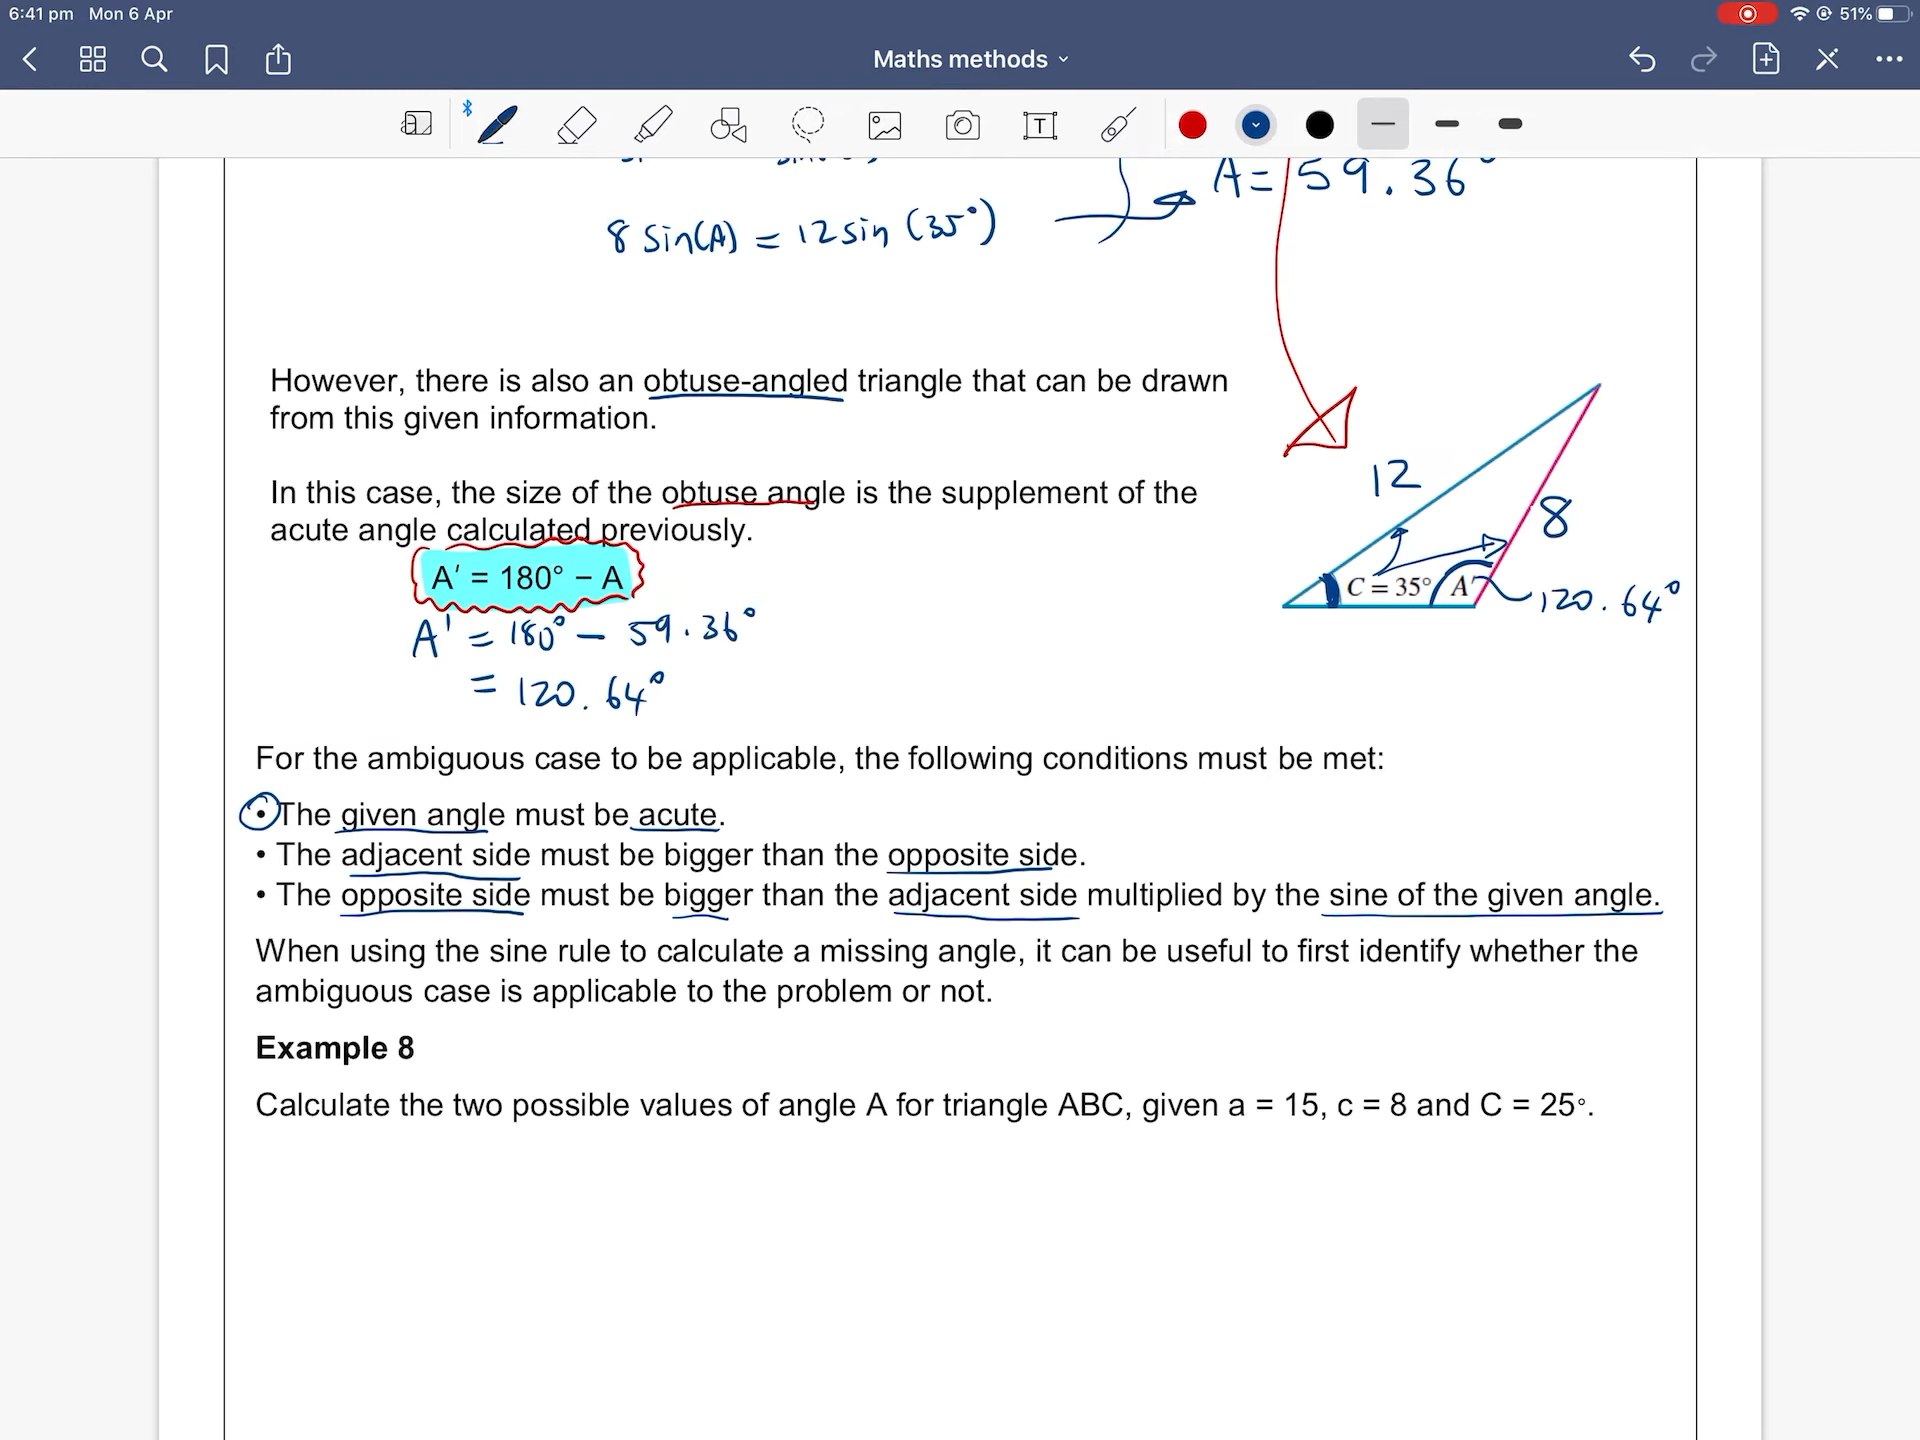 6:41 pm Mon 6 Apr
51%
Maths methods
A = 59.36°
8 sin(A) = 12 sin (35°)
However, there is also an obtuse-angled triangle that can be drawn
from this given information.
In this case, the size of the obtuse angle is the supplement of the
acute angle calculated previously.
A′ = 180° – A
A' = 180° – 59.36°
= 120.64°
12
8
C = 35°
A′
120.64°
For the ambiguous case to be applicable, the following conditions must be met:
• The given angle must be acute.
• The adjacent side must be bigger than the opposite side.
• The opposite side must be bigger than the adjacent side multiplied by the sine of the given angle.
When using the sine rule to calculate a missing angle, it can be useful to first identify whether the
ambiguous case is applicable to the problem or not.
Example 8
Calculate the two possible values of angle A for triangle ABC, given a = 15, c = 8 and C = 25°.